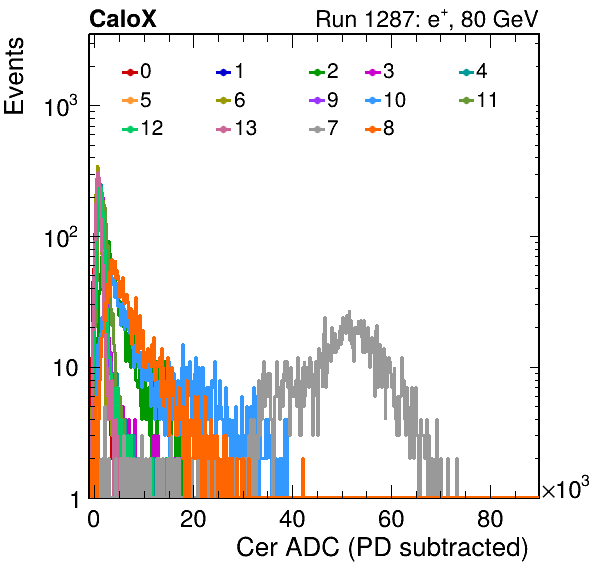 CaloX Run 1287: e⁺, 80 GeV
Events
0 1 2 3 4
5 6 9 10 11
12 13 7 8
10³
10²
10
1
0 20 40 60 80 ×10³
Cer ADC (PD subtracted)